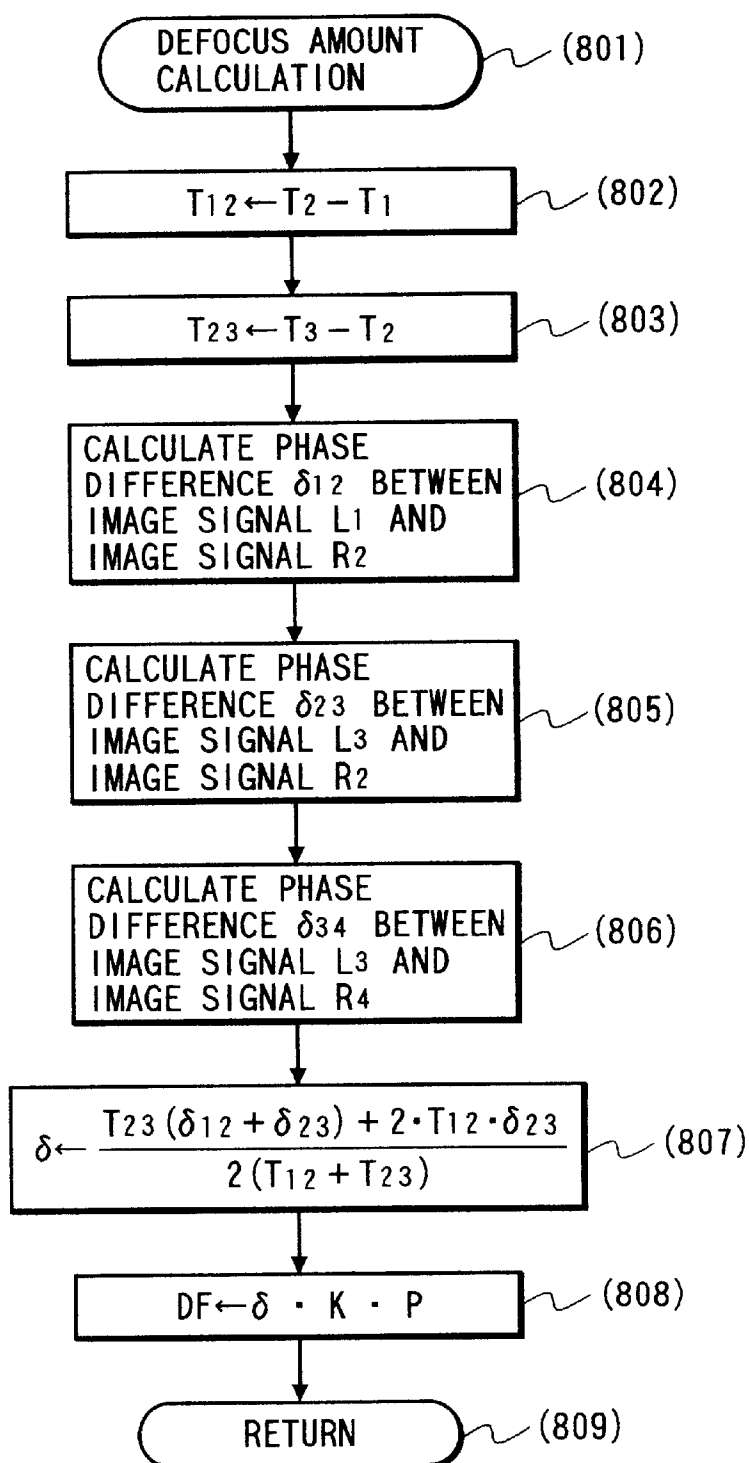 DEFOCUS AMOUNT
CALCULATION
(801)
T12←T2−T1
(802)
T23←T3−T2
(803)
CALCULATE PHASE
DIFFERENCE δ12 BETWEEN
IMAGE SIGNAL L1 AND
IMAGE SIGNAL R2
(804)
CALCULATE PHASE
DIFFERENCE δ23 BETWEEN
IMAGE SIGNAL L3 AND
IMAGE SIGNAL R2
(805)
CALCULATE PHASE
DIFFERENCE δ34 BETWEEN
IMAGE SIGNAL L3 AND
IMAGE SIGNAL R4
(806)
δ← T23(δ12+δ23)+2·T12·δ23
2(T12+T23)
(807)
DF←δ · K · P
(808)
RETURN
(809)